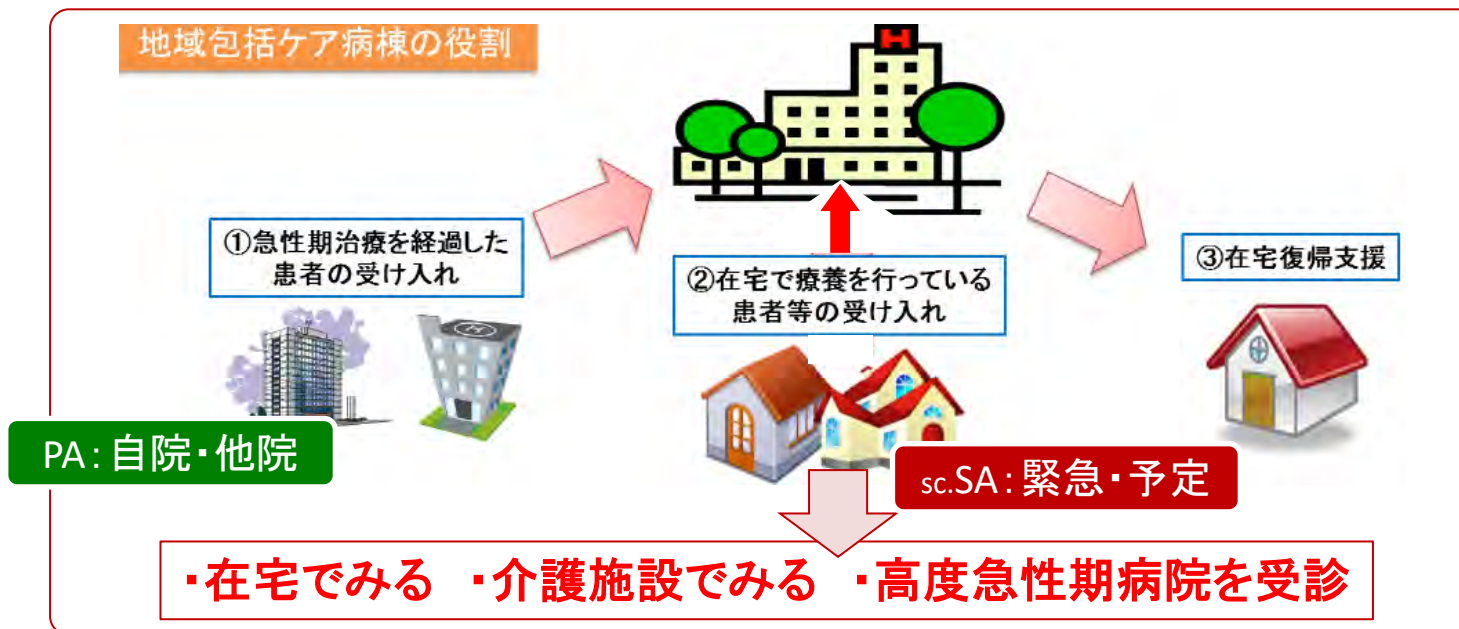 地域包括ケア病棟の役割
H
①急性期治療を経過した
患者の受け入れ
②在宅で療養を行っている
患者等の受け入れ
③在宅復帰支援
H
PA:自院・他院
sc.SA:緊急・予定
・在宅でみる ・介護施設でみる ・高度急性期病院を受診